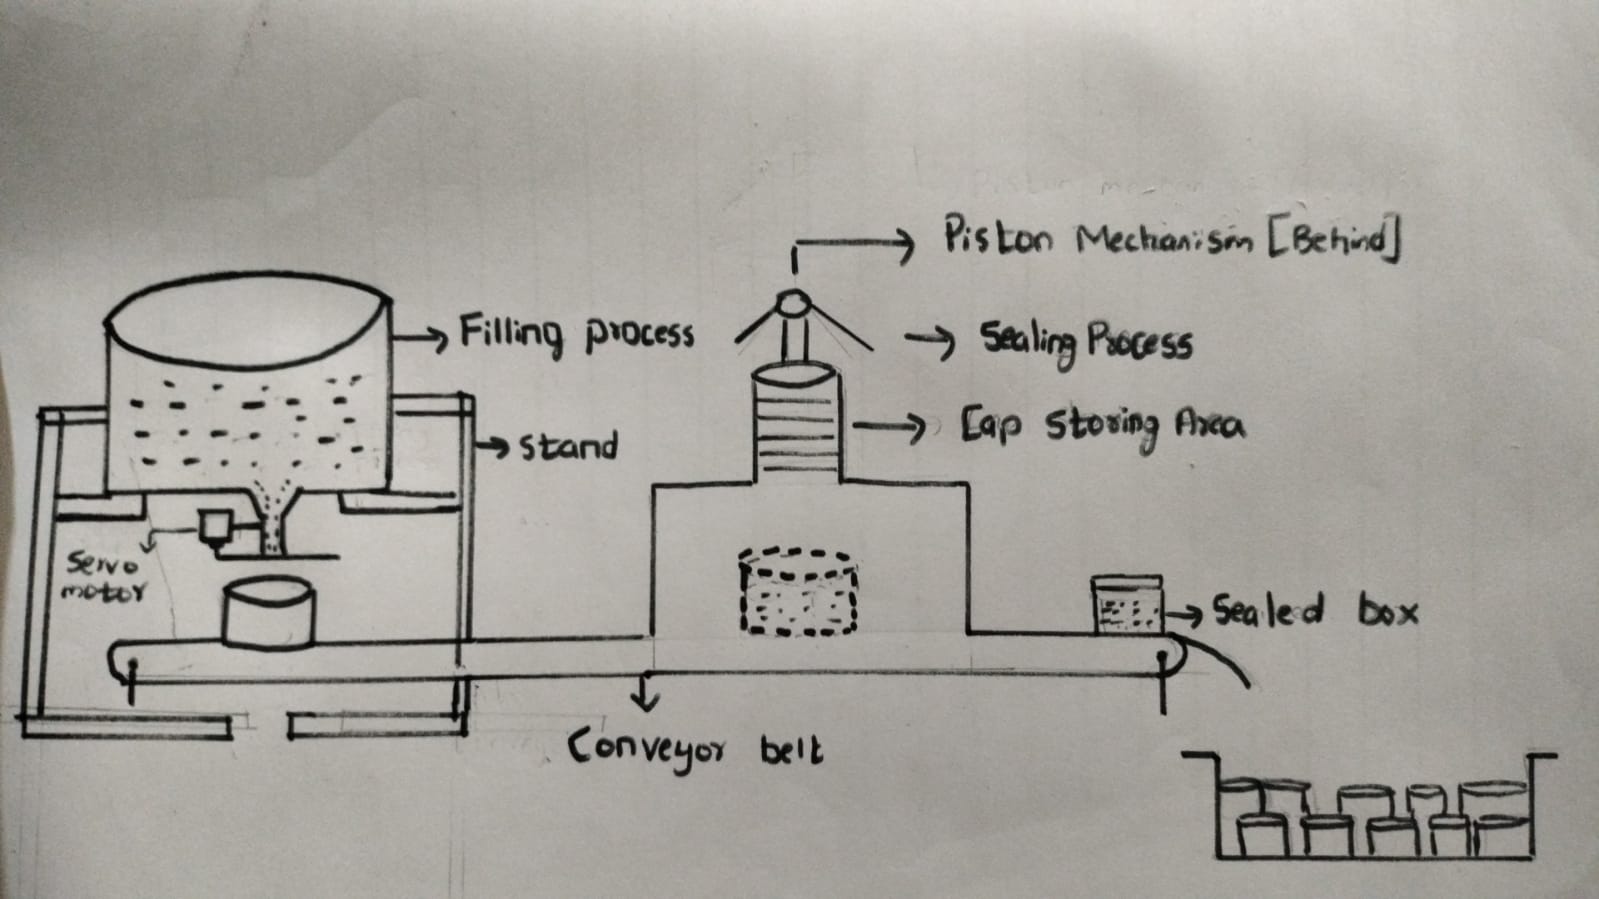 Piston Mechanism [Behind]
Filling process
Sealing Process
Cap Storing Area
Stand
Servo
motor
Sealed box
Conveyor belt